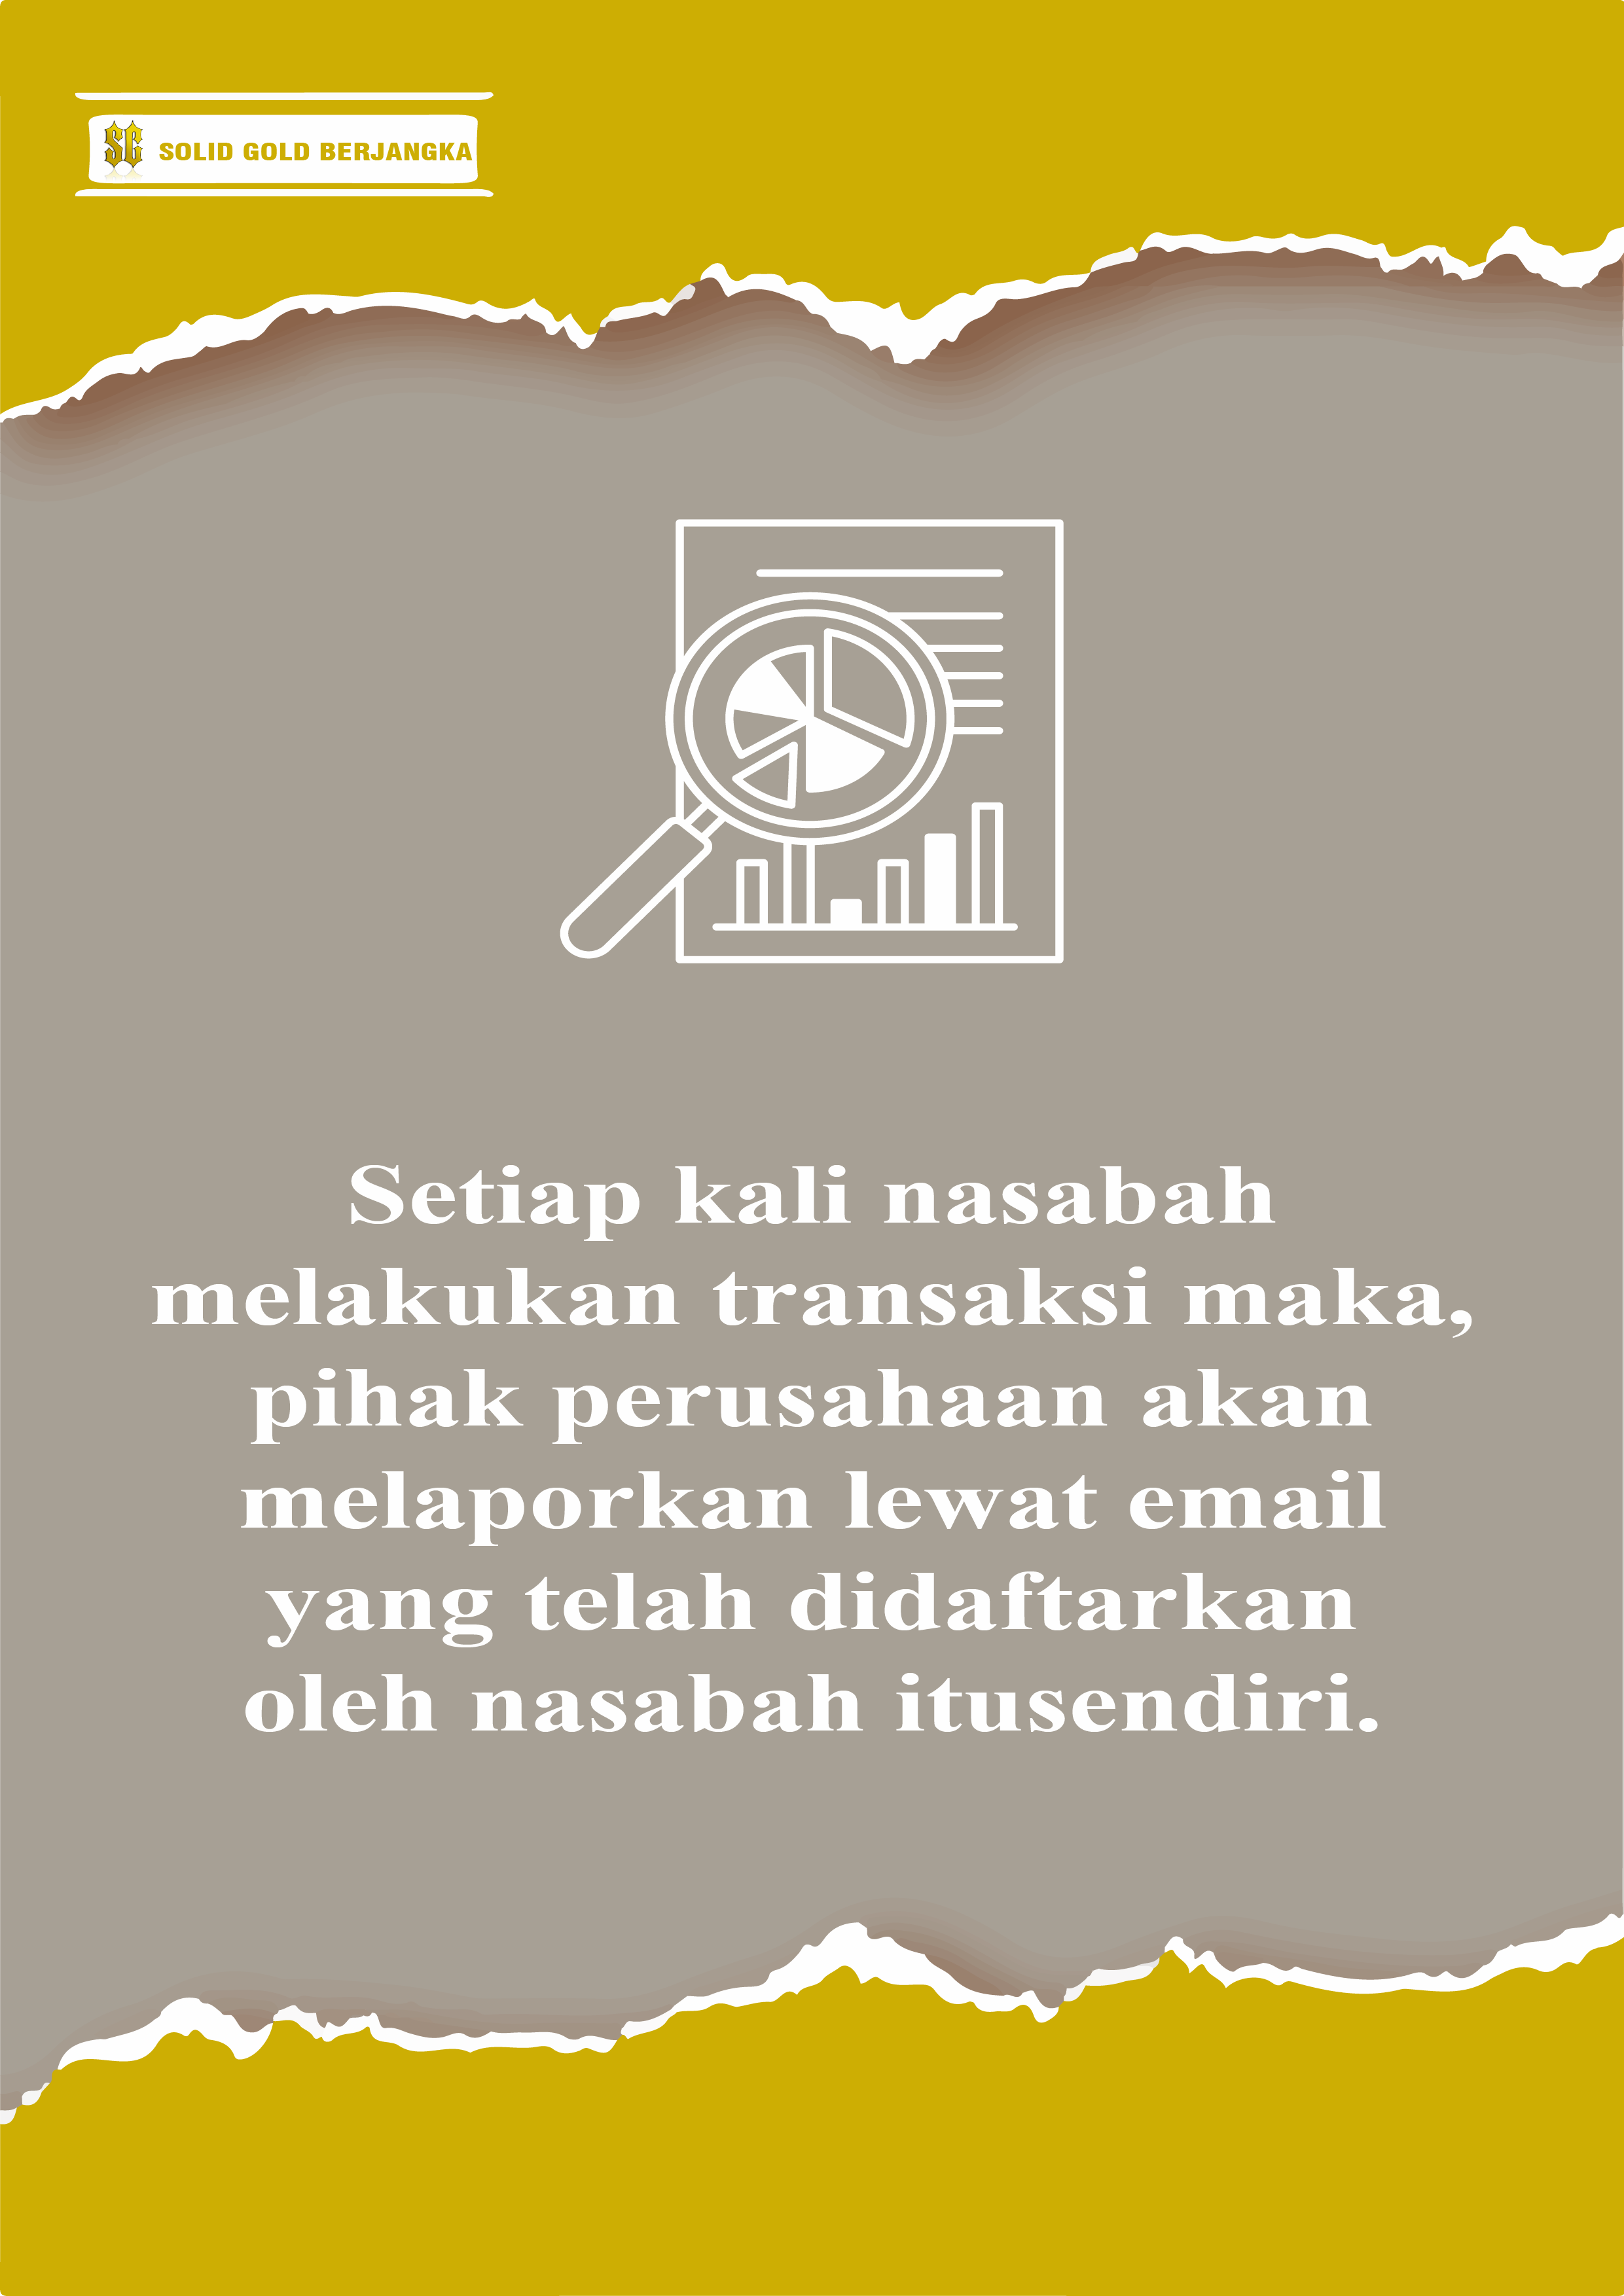 SG SOLID GOLD BERJANGKA
Setiap kali nasabah
melakukan transaksi maka,
pihak perusahaan akan
melaporkan lewat email
yang telah didaftarkan
oleh nasabah itusendiri.